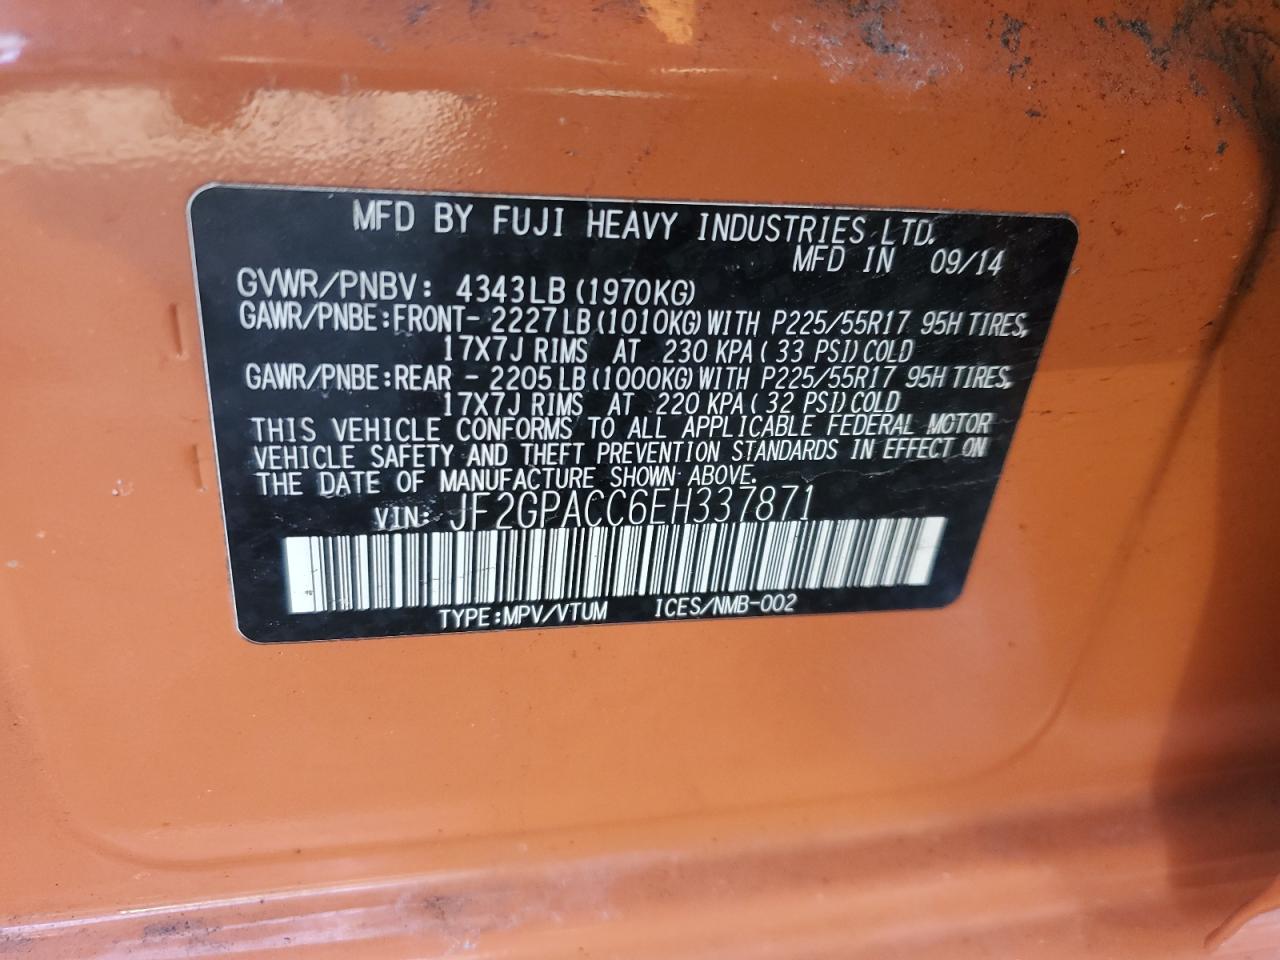 MFD BY FUJI HEAVY INDUSTRIES LTD.
MFD IN 09/14
GVWR/PNBV: 4343LB (1970KG)
GAWR/PNBE:FRONT- 2227LB(1010KG)WITH P225/55R17 95H TIRES,
17X7J RIMS AT 230 KPA( 33 PSI)COLD
GAWR/PNBE:REAR - 2205LB(1000KG)WITH P225/55R17 95H TIRES,
17X7J RIMS AT 220 KPA( 32 PSI)COLD
THIS VEHICLE CONFORMS TO ALL APPLICABLE FEDERAL MOTOR
VEHICLE SAFETY AND THEFT PREVENTION STANDARDS IN EFFECT ON
THE DATE OF MANUFACTURE SHOWN ABOVE.
VIN: JF2GPACC6EH337871
TYPE:MPV/VTUM ICES/NMB-002